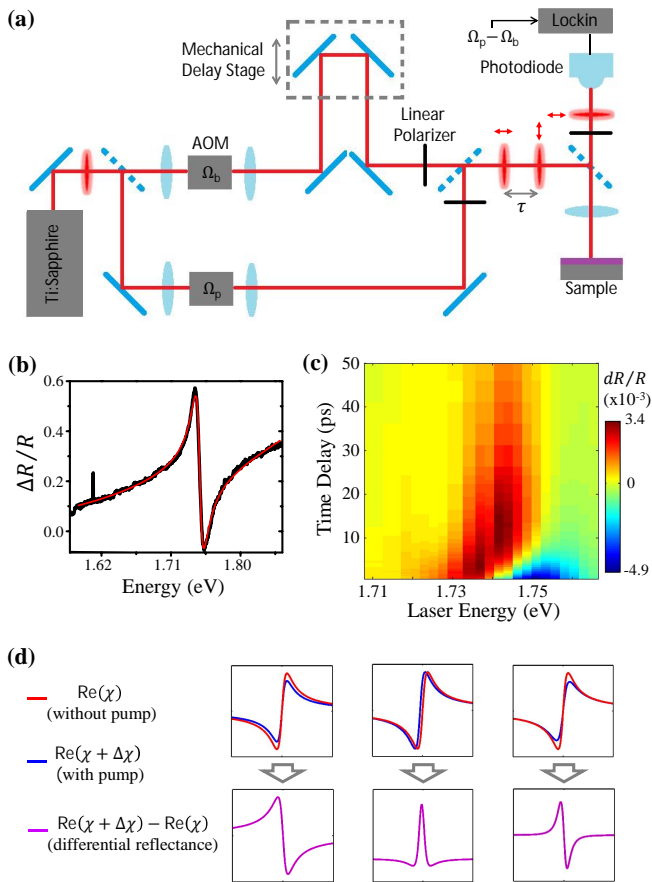 (a)
Lockin
Ωp−Ωb
Photodiode
Mechanical
Delay Stage
Linear
Polarizer
AOM
Ωb
τ
Ti:Sapphire
Ωp
Sample
(b)
0.6
0.4
0.2
0.0
ΔR/R
1.62 1.71 1.80
Energy (eV)
(c)
50
40
30
20
10
Time Delay (ps)
1.71 1.73 1.75
Laser Energy (eV)
dR/R
(x10-3)
3.4
0
-4.9
(d)
Re(χ)
(without pump)
Re(χ + Δχ)
(with pump)
Re(χ + Δχ) − Re(χ)
(differential reflectance)